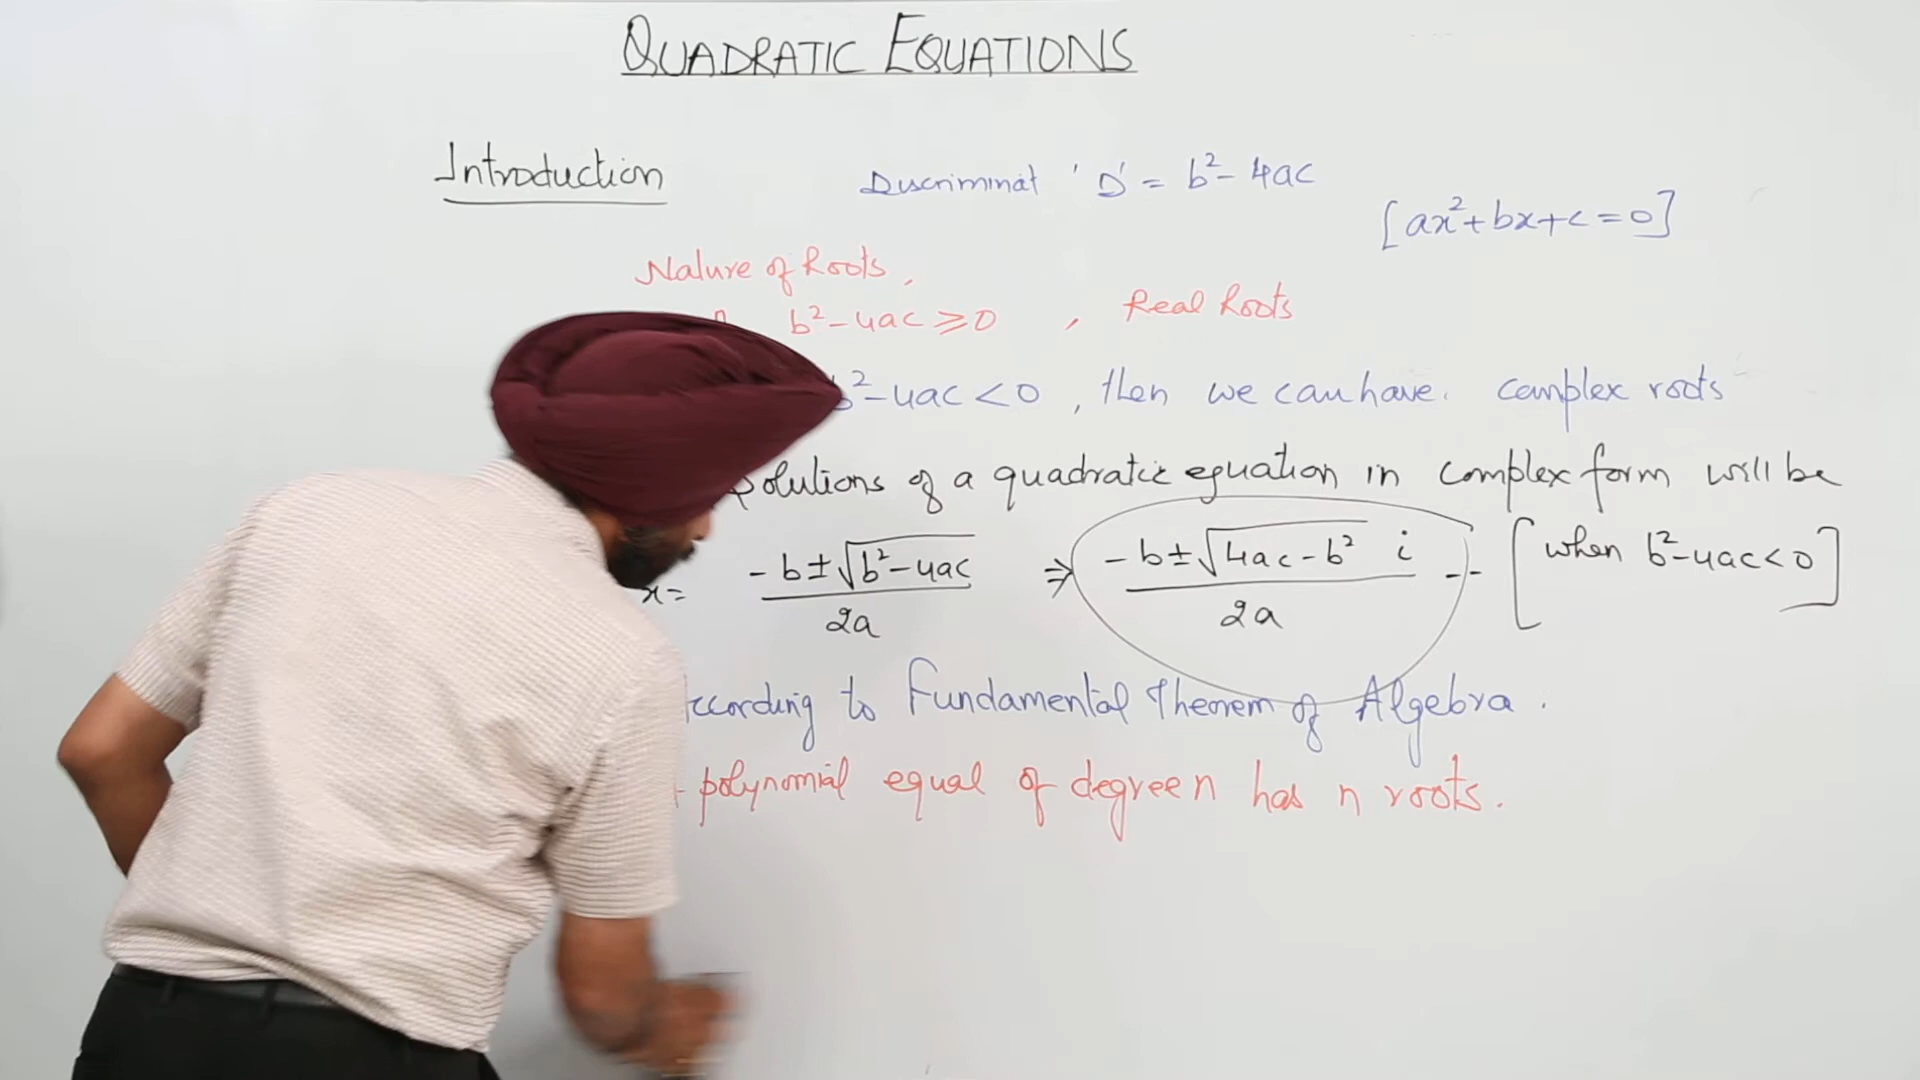 QUADRATIC EQUATIONS
Introduction
Discriminat 'D' = b²-4ac
[ax²+bx+c=0]
Nature of Roots,
b²-4ac ≥ 0 , Real Roots
b²-4ac < 0 , then we can have. complex roots
solutions of a quadratic equation in complex form will be
x= (-b±√(b²-4ac))/2a ⇒ (-b±√(4ac-b²) i)/2a -- [when b²-4ac<0]
ccording to Fundamental Theorem of Algebra.
polynomial equal of degree n has n roots.